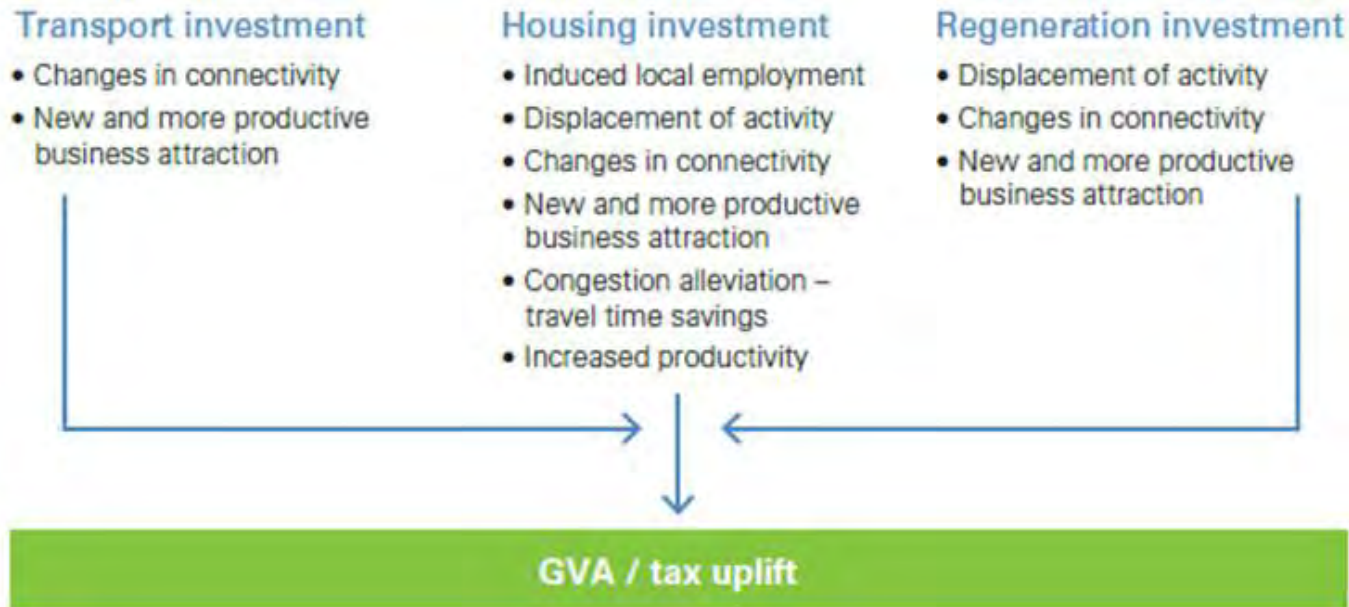 Transport investment
• Changes in connectivity
• New and more productive
business attraction
Housing investment
• Induced local employment
• Displacement of activity
• Changes in connectivity
• New and more productive
business attraction
• Congestion alleviation –
travel time savings
• Increased productivity
Regeneration investment
• Displacement of activity
• Changes in connectivity
• New and more productive
business attraction
GVA / tax uplift